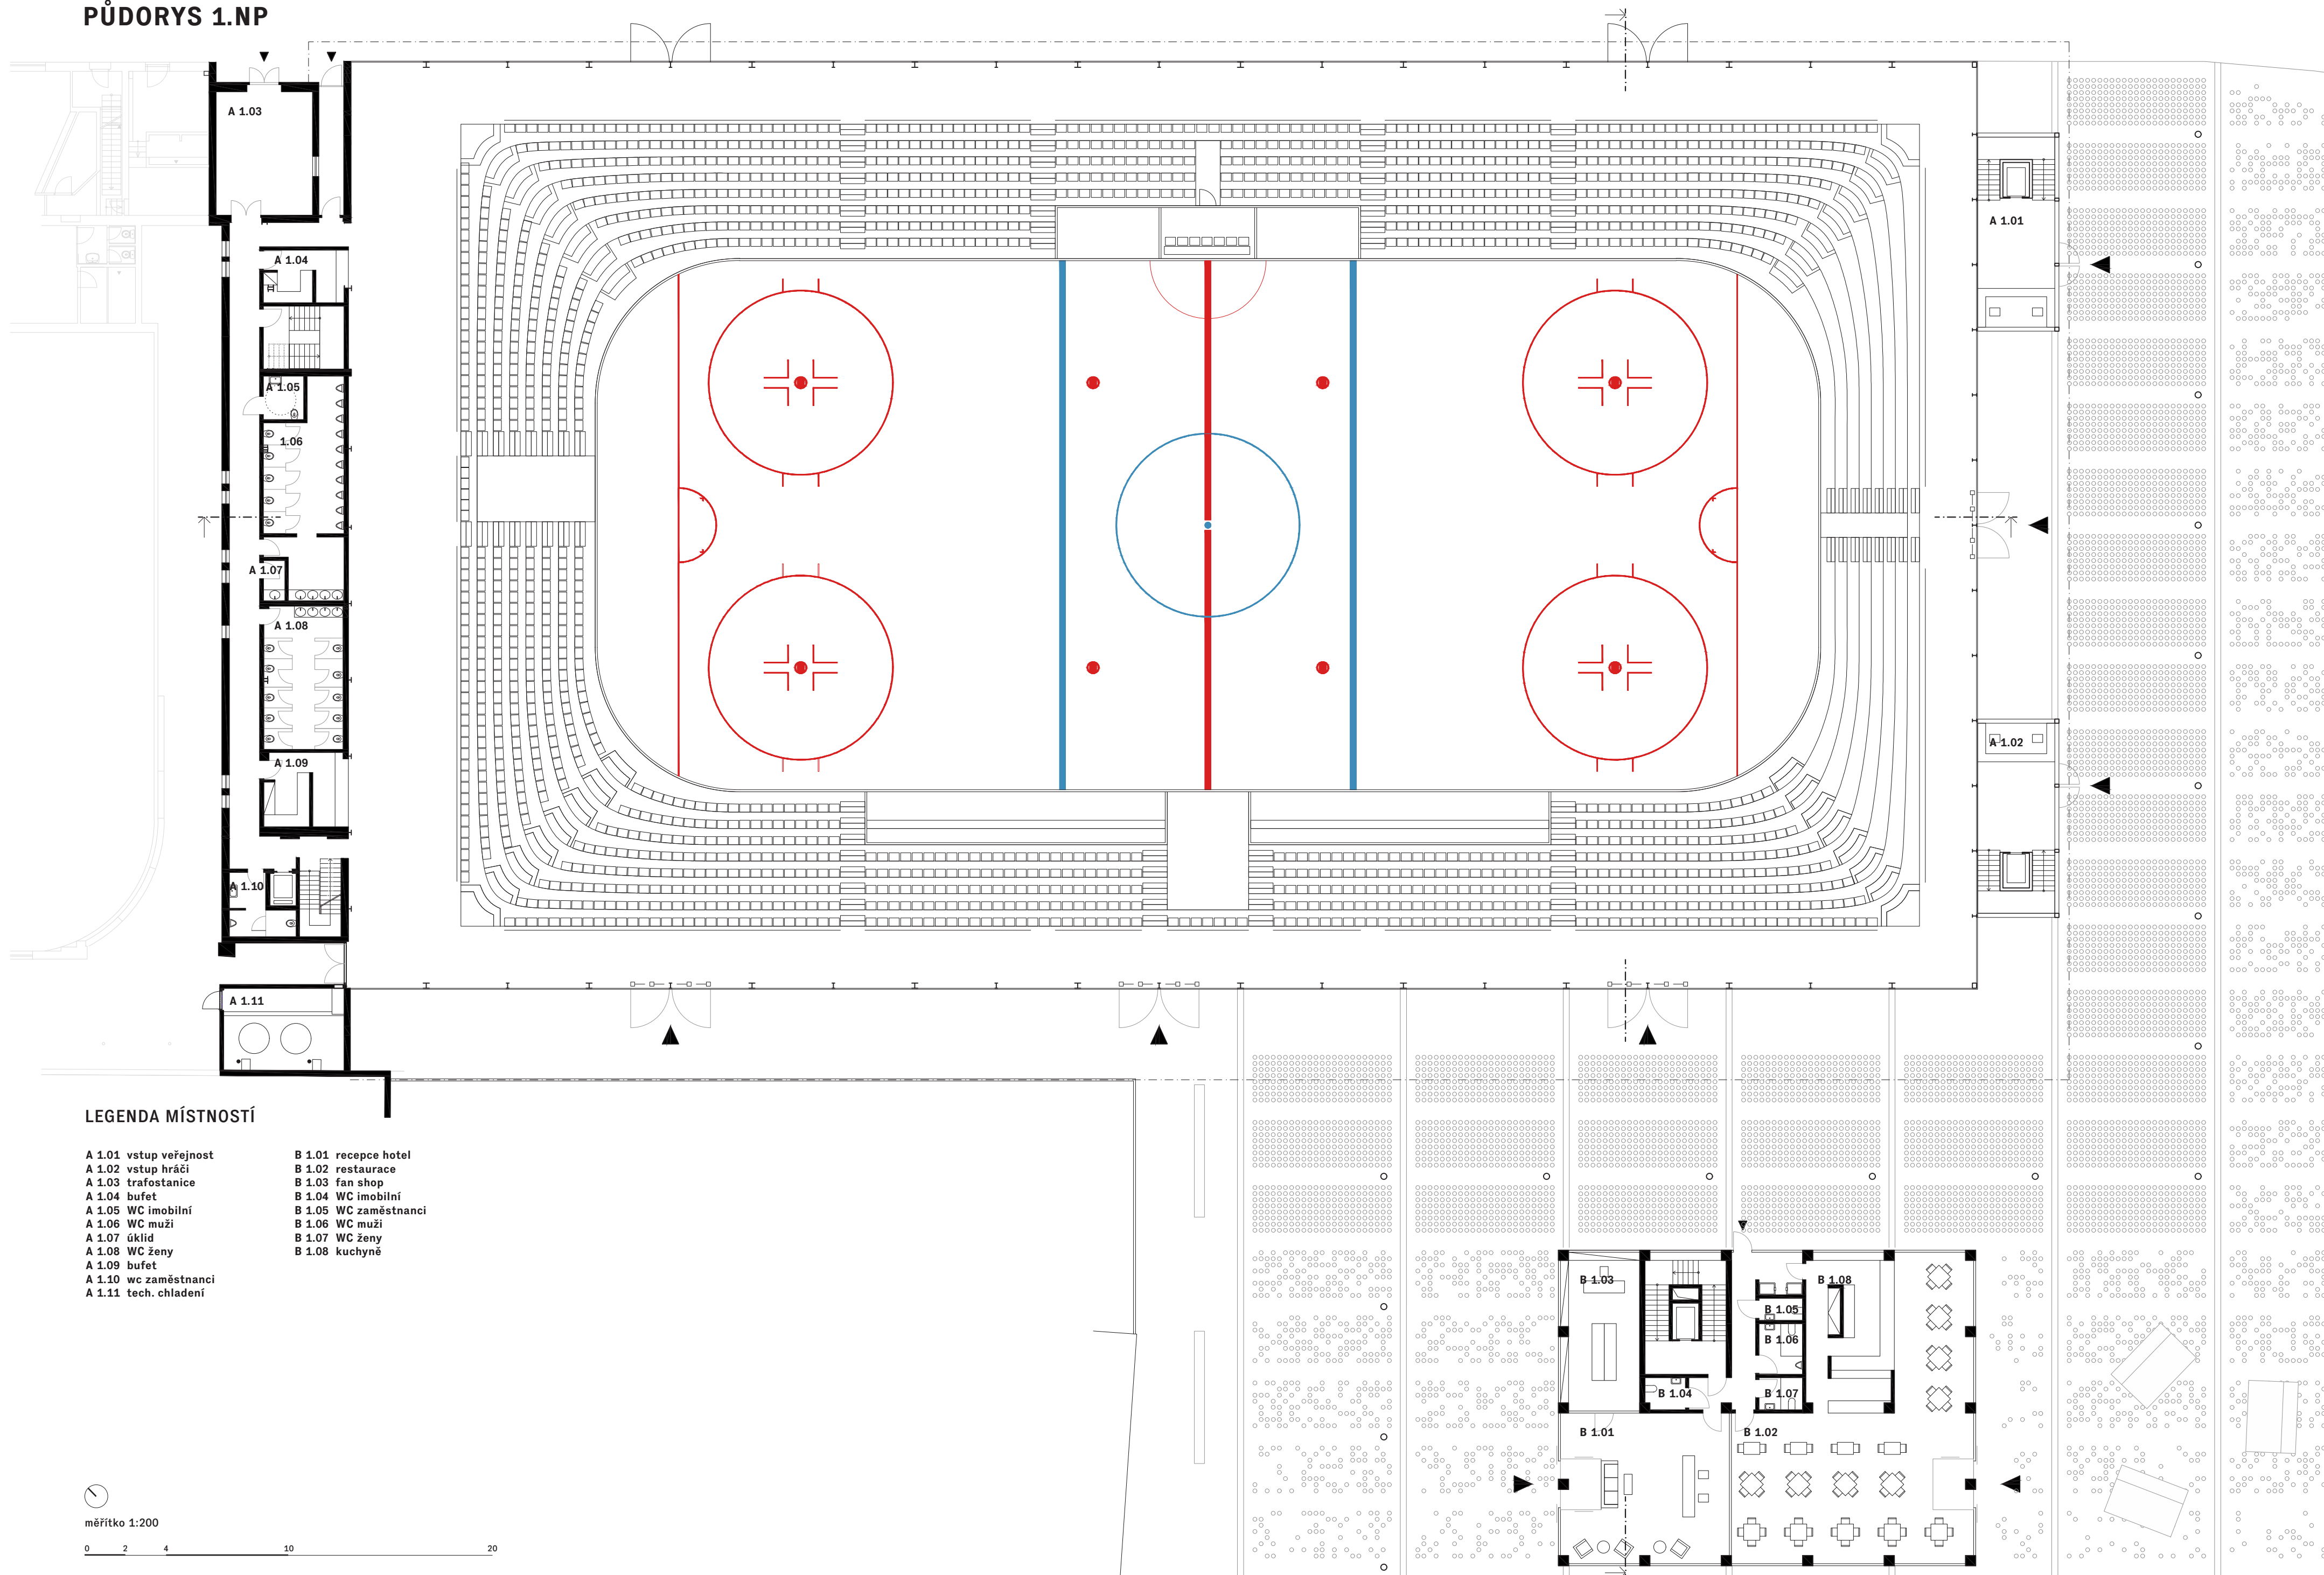 PŮDORYS 1.NP
A 1.03
A 1.01
A 1.04
A 1.05
1.06
A 1.07
A 1.08
A 1.02
A 1.09
A 1.10
A 1.11
LEGENDA MÍSTNOSTÍ
A 1.01 vstup veřejnost
A 1.02 vstup hráči
A 1.03 trafostanice
A 1.04 bufet
A 1.05 WC imobilní
A 1.06 WC muži
A 1.07 úklid
A 1.08 WC ženy
A 1.09 bufet
A 1.10 wc zaměstnanci
A 1.11 tech. chladení
B 1.01 recepce hotel
B 1.02 restaurace
B 1.03 fan shop
B 1.04 WC imobilní
B 1.05 WC zaměstnanci
B 1.06 WC muži
B 1.07 WC ženy
B 1.08 kuchyně
B 1.03
B 1.08
B 1.05
B 1.06
B 1.04
B 1.07
B 1.01
B 1.02
měřítko 1:200
0 2 4 10 20